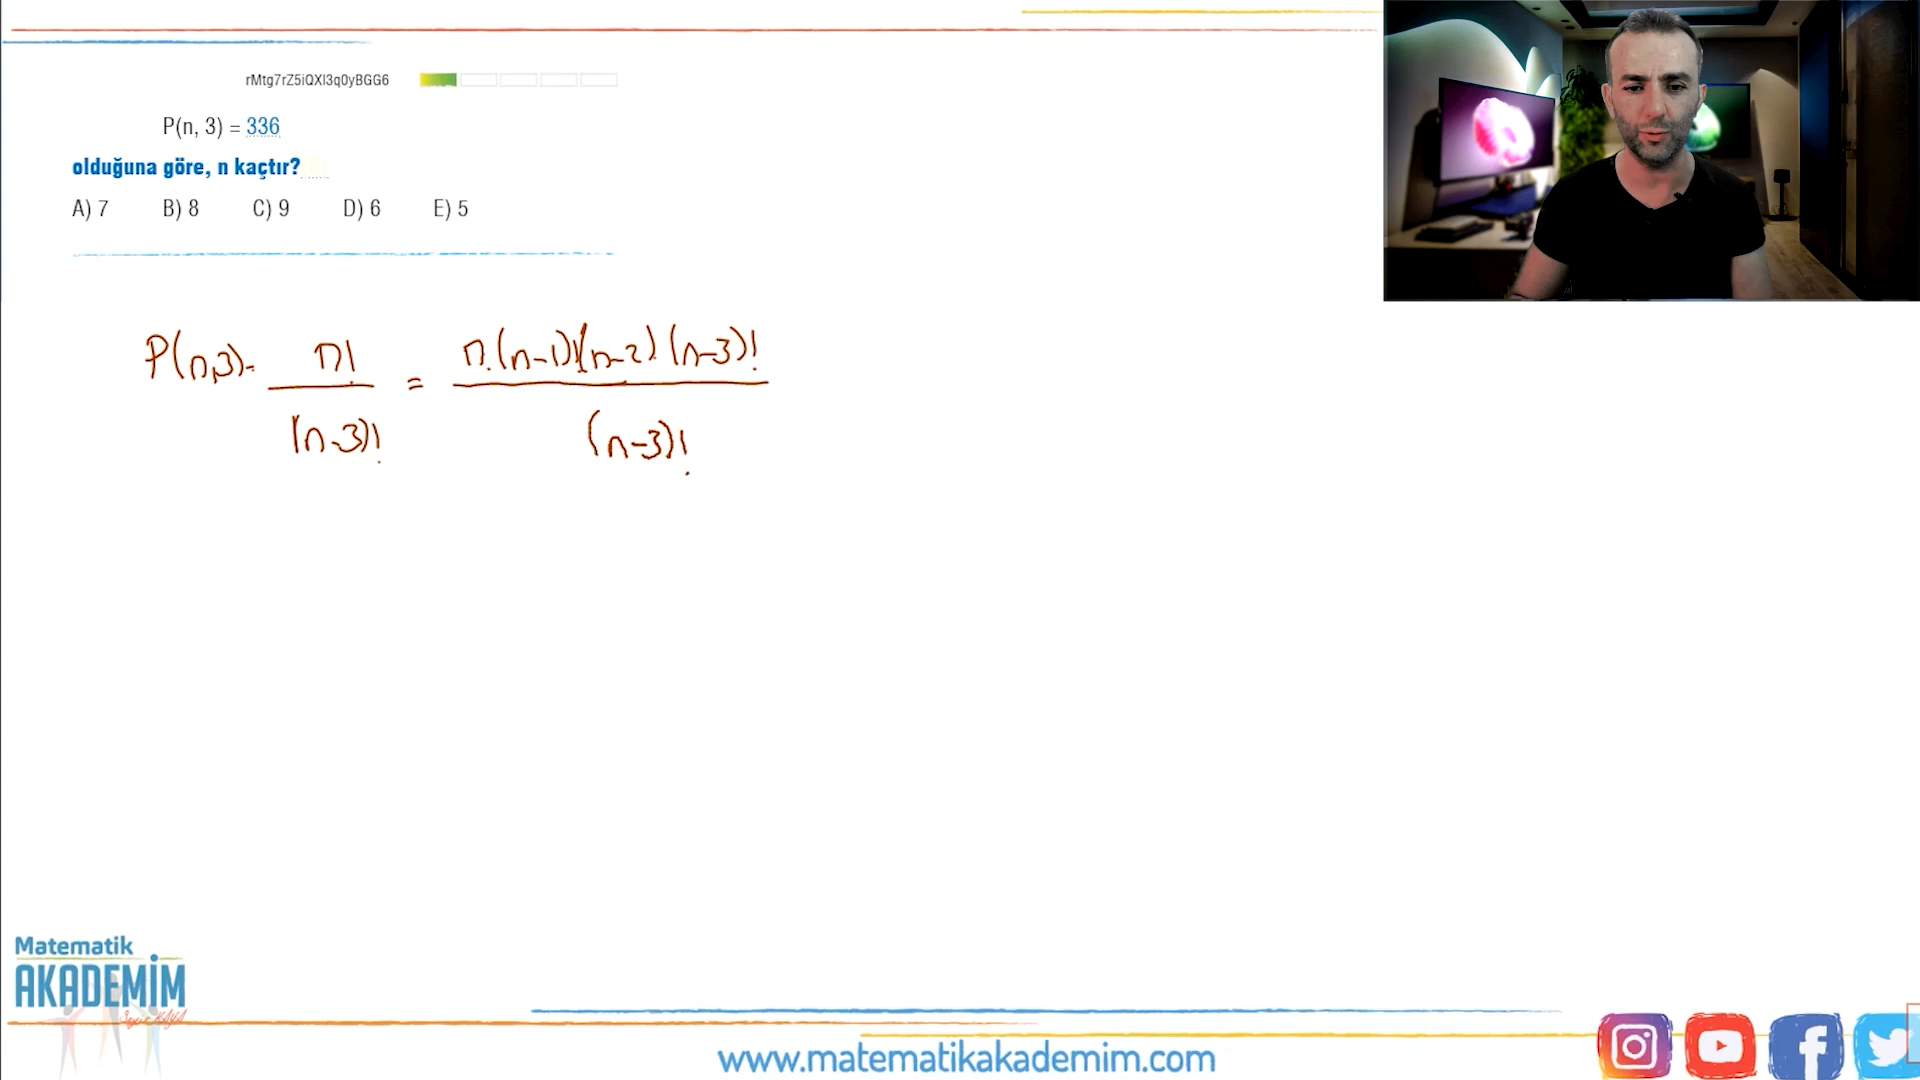 rMtg7rZ5iQXl3q0yBGG6
P(n, 3) = 336
olduğuna göre, n kaçtır?
A) 7 B) 8 C) 9 D) 6 E) 5
P(n,3) = n! / (n-3)! = n.(n-1).(n-2).(n-3)! / (n-3)!
Matematik
AKADEMİM
www.matematikakademim.com